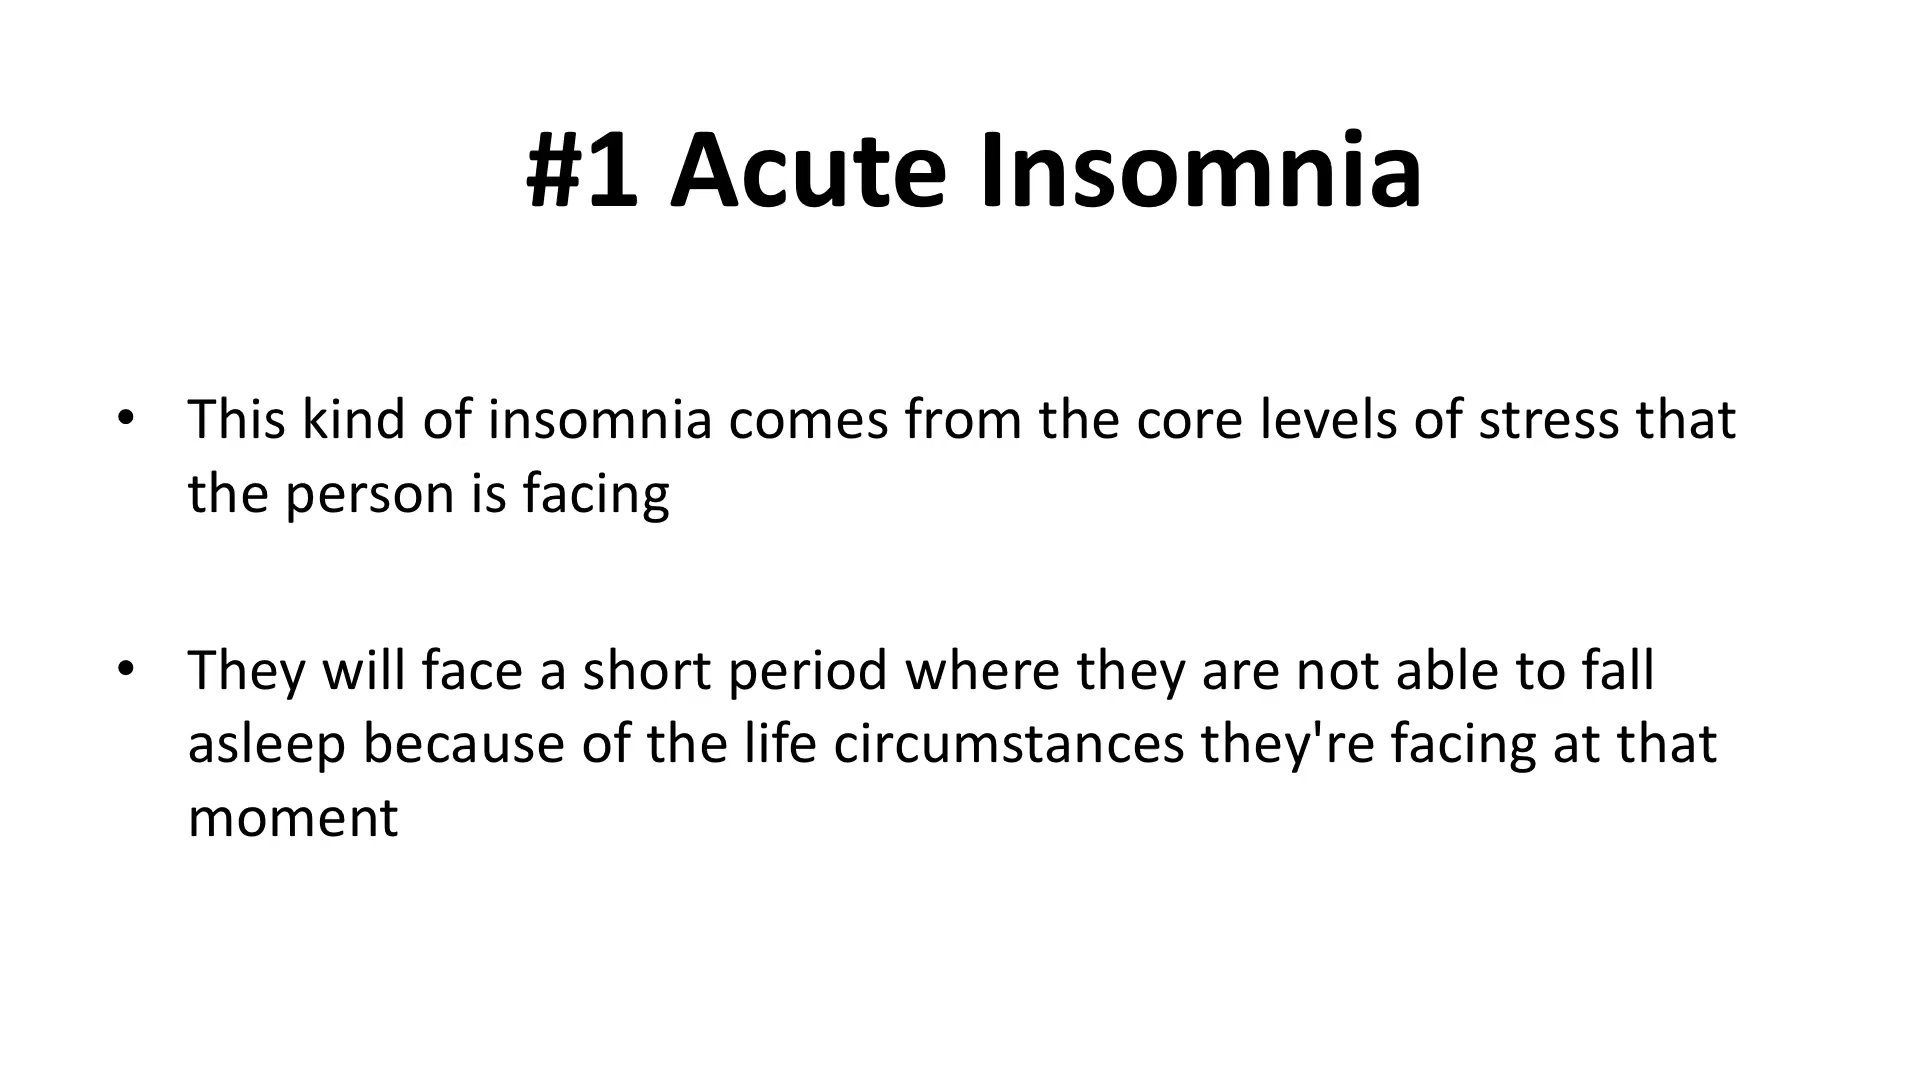 #1 Acute Insomnia
• This kind of insomnia comes from the core levels of stress that
the person is facing
• They will face a short period where they are not able to fall
asleep because of the life circumstances they're facing at that
moment